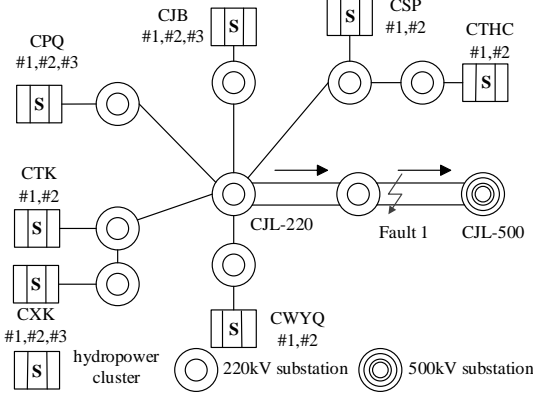 CJB
#1,#2,#3
S
CSP
#1,#2
S
CTHC
#1,#2
S
CPQ
#1,#2,#3
S
CTK
#1,#2
S
CJL-220
Fault 1
CJL-500
S
CXK
#1,#2,#3
S
CWYQ
#1,#2
S
hydropower
cluster
220kV substation
500kV substation